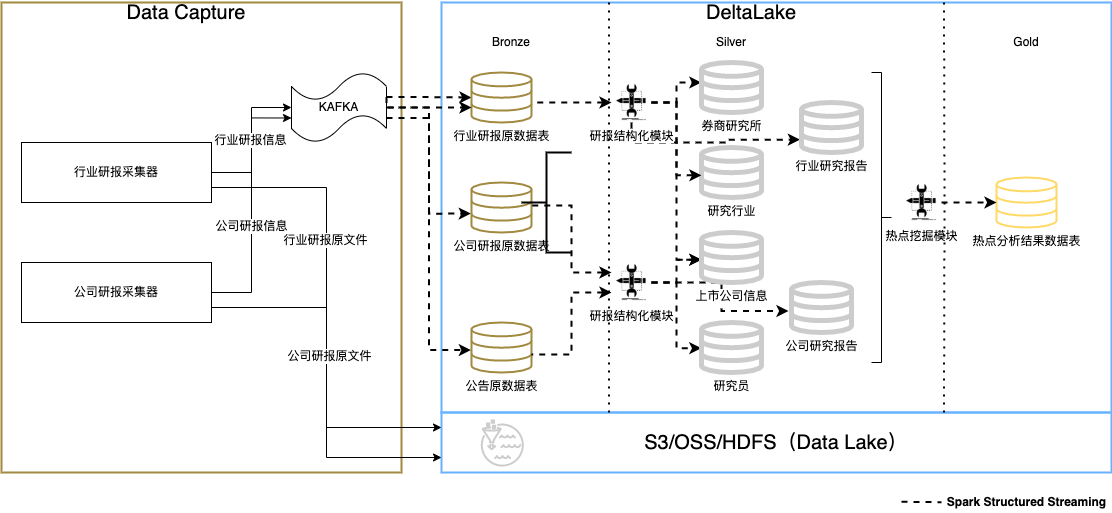 Data Capture
DeltaLake
Bronze
Silver
Gold
KAFKA
行业研报信息
行业研报采集器
公司研报信息
行业研报原文件
公司研报采集器
公司研报原文件
行业研报原数据表
公司研报原数据表
公告原数据表
研报结构化模块
研报结构化模块
券商研究所
行业研究报告
研究行业
上市公司信息
公司研究报告
研究员
热点挖掘模块
热点分析结果数据表
S3/OSS/HDFS（Data Lake）
Spark Structured Streaming